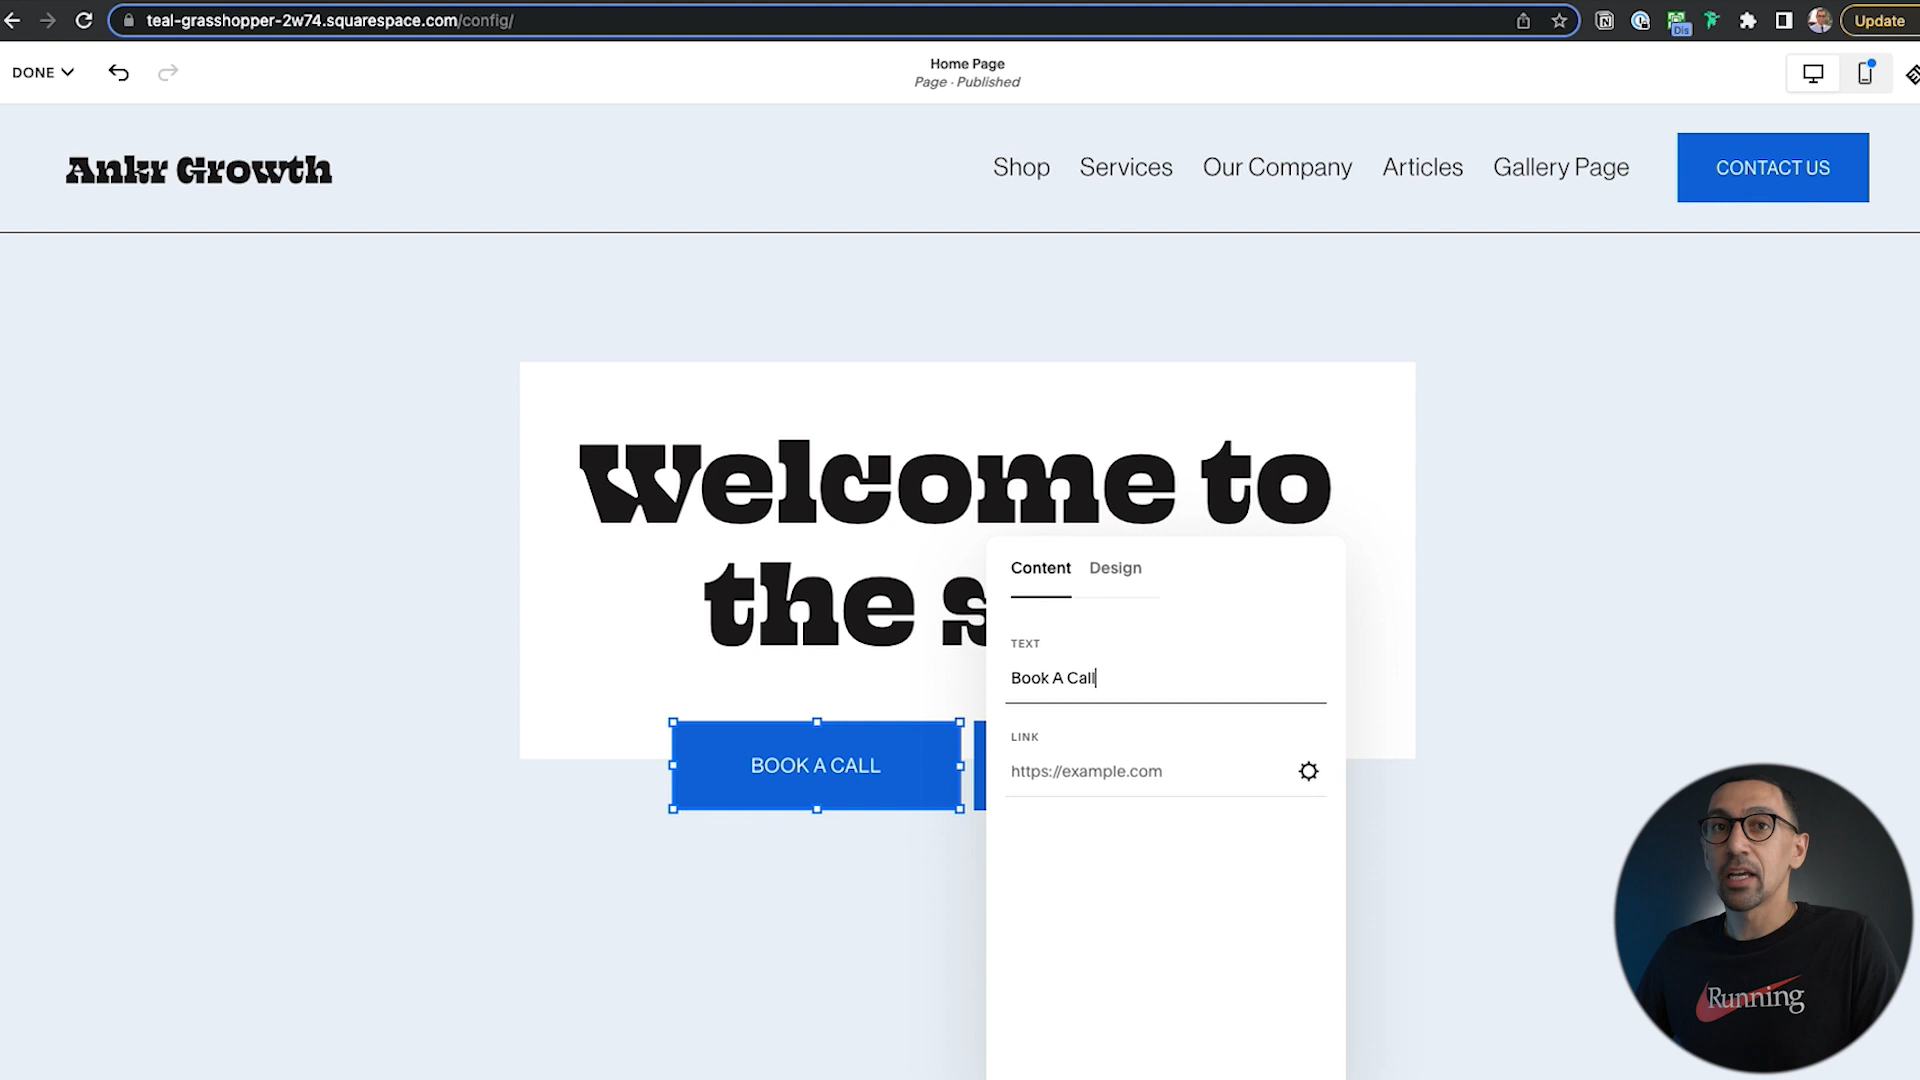 teal-grasshopper-2w74.squarespace.com/config/
Dis
Update
DONE
Home Page
Page · Published
Ankr Growth
Shop
Services
Our Company
Articles
Gallery Page
CONTACT US
Welcome to
the s
Content
Design
TEXT
Book A Call
LINK
https://example.com
BOOK A CALL
Running